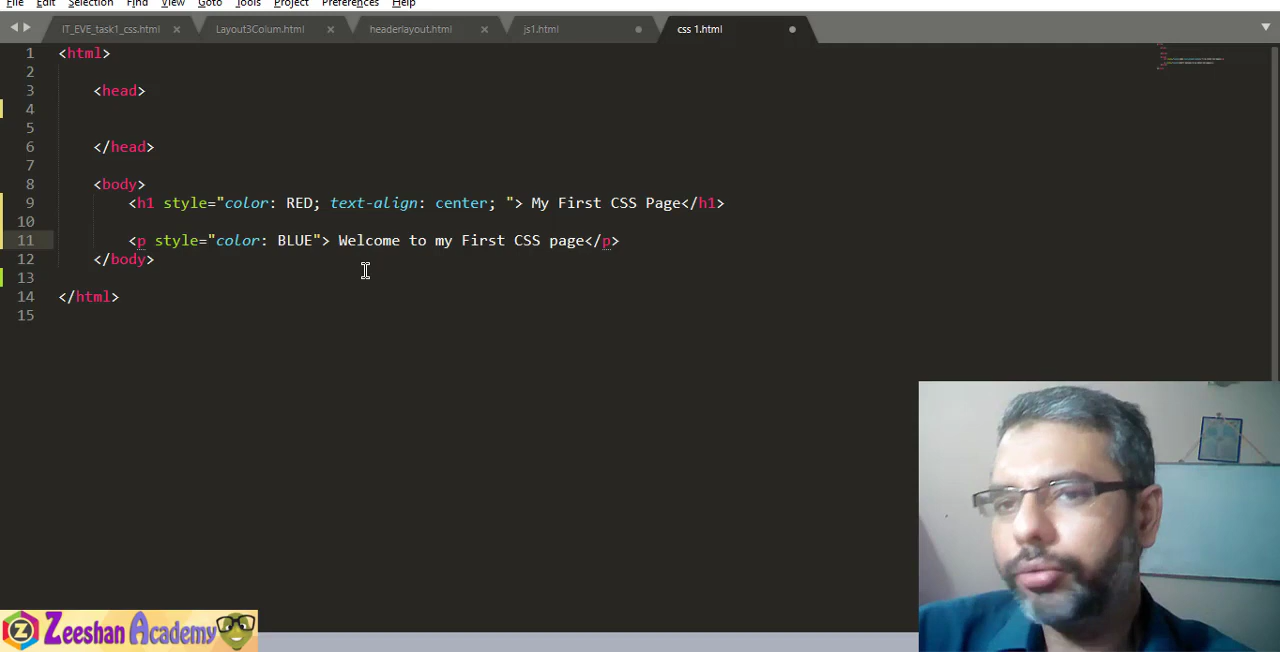 File Edit Selection Find View Goto Tools Project Preferences Help
IT_EVE_task1_css.html × Layout3Colum.html × headerlayout.html × js1.html css 1.html
1 <html>
2
3 <head>
4
5
6 </head>
7
8 <body>
9 <h1 style="color: RED; text-align: center; "> My First CSS Page</h1>
10
11 <p style="color: BLUE"> Welcome to my First CSS page</p>
12 </body>
13
14 </html>
15
Z Zeeshan Academy